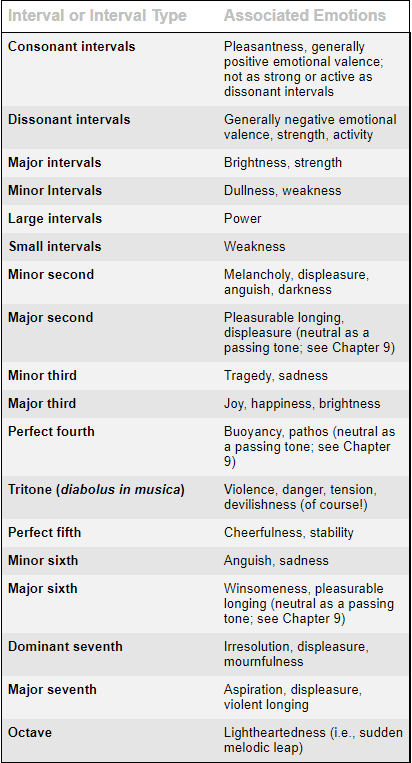 Interval or Interval Type Associated Emotions
Consonant intervals Pleasantness, generally
positive emotional valence;
not as strong or active as
dissonant intervals
Dissonant intervals Generally negative emotional
valence, strength, activity
Major intervals Brightness, strength
Minor Intervals Dullness, weakness
Large intervals Power
Small intervals Weakness
Minor second Melancholy, displeasure,
anguish, darkness
Major second Pleasurable longing,
displeasure (neutral as a
passing tone; see Chapter 9)
Minor third Tragedy, sadness
Major third Joy, happiness, brightness
Perfect fourth Buoyancy, pathos (neutral as
a passing tone; see Chapter
9)
Tritone (diabolus in musica) Violence, danger, tension,
devilishness (of course!)
Perfect fifth Cheerfulness, stability
Minor sixth Anguish, sadness
Major sixth Winsomeness, pleasurable
longing (neutral as a passing
tone; see Chapter 9)
Dominant seventh Irresolution, displeasure,
mournfulness
Major seventh Aspiration, displeasure,
violent longing
Octave Lightheartedness (i.e., sudden
melodic leap)